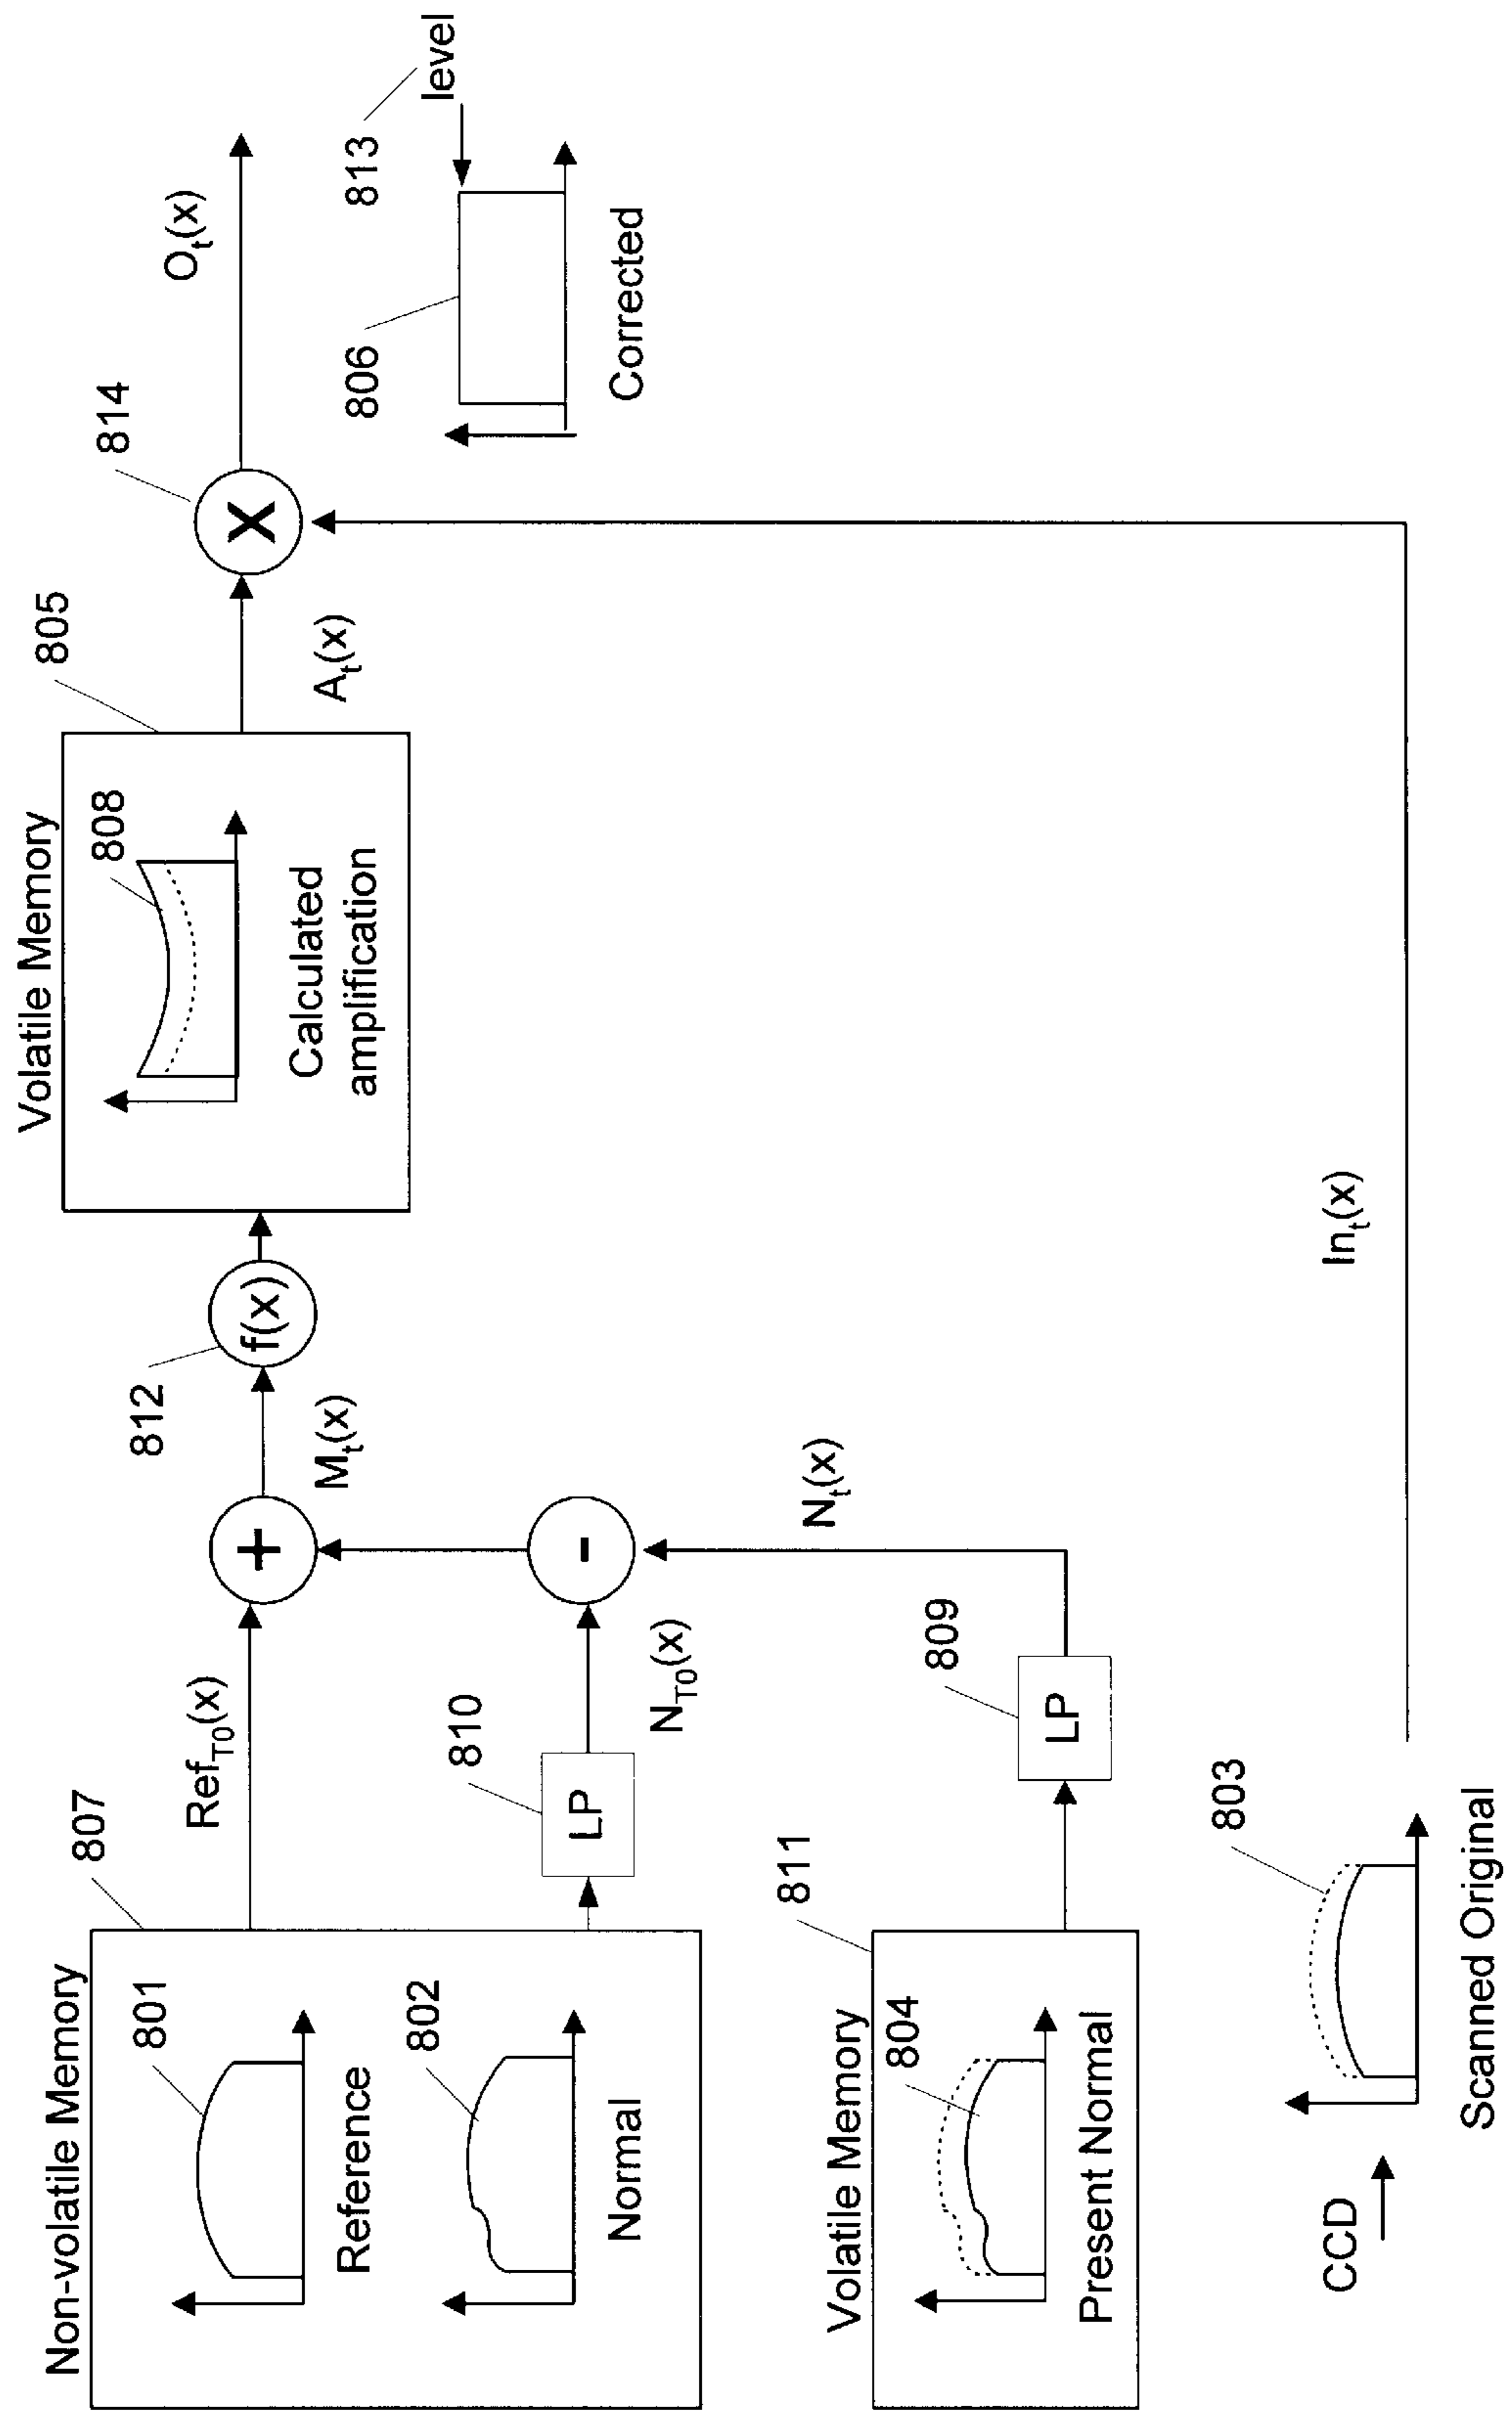 Non-volatile Memory
807
801
Reference
802
Normal
Ref_T0(x)
810
LP
N_T0(x)
+
-
M_t(x)
812
f(x)
Volatile Memory
805
808
Calculated
amplification
A_t(x)
814
X
O_t(x)
813
level
806
Corrected
Volatile Memory
811
804
Present Normal
809
LP
N_t(x)
In_t(x)
CCD
803
Scanned Original